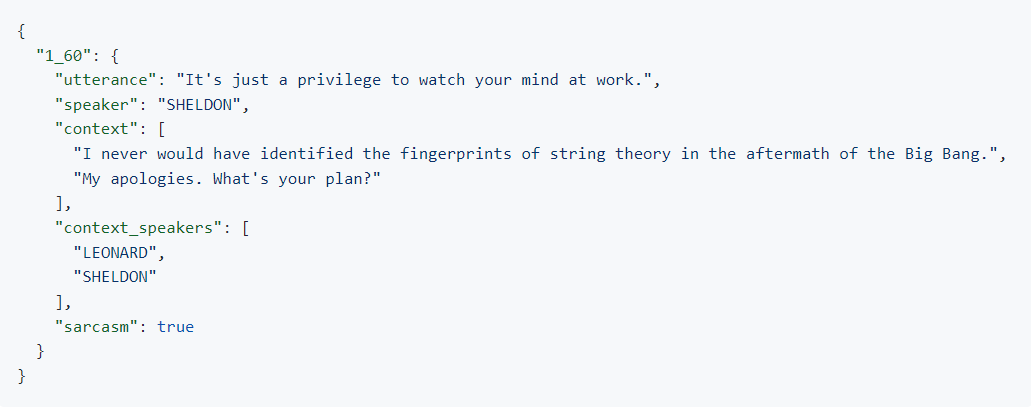 {
  "1_60": {
    "utterance": "It's just a privilege to watch your mind at work.",
    "speaker": "SHELDON",
    "context": [
      "I never would have identified the fingerprints of string theory in the aftermath of the Big Bang.",
      "My apologies. What's your plan?"
    ],
    "context_speakers": [
      "LEONARD",
      "SHELDON"
    ],
    "sarcasm": true
  }
}